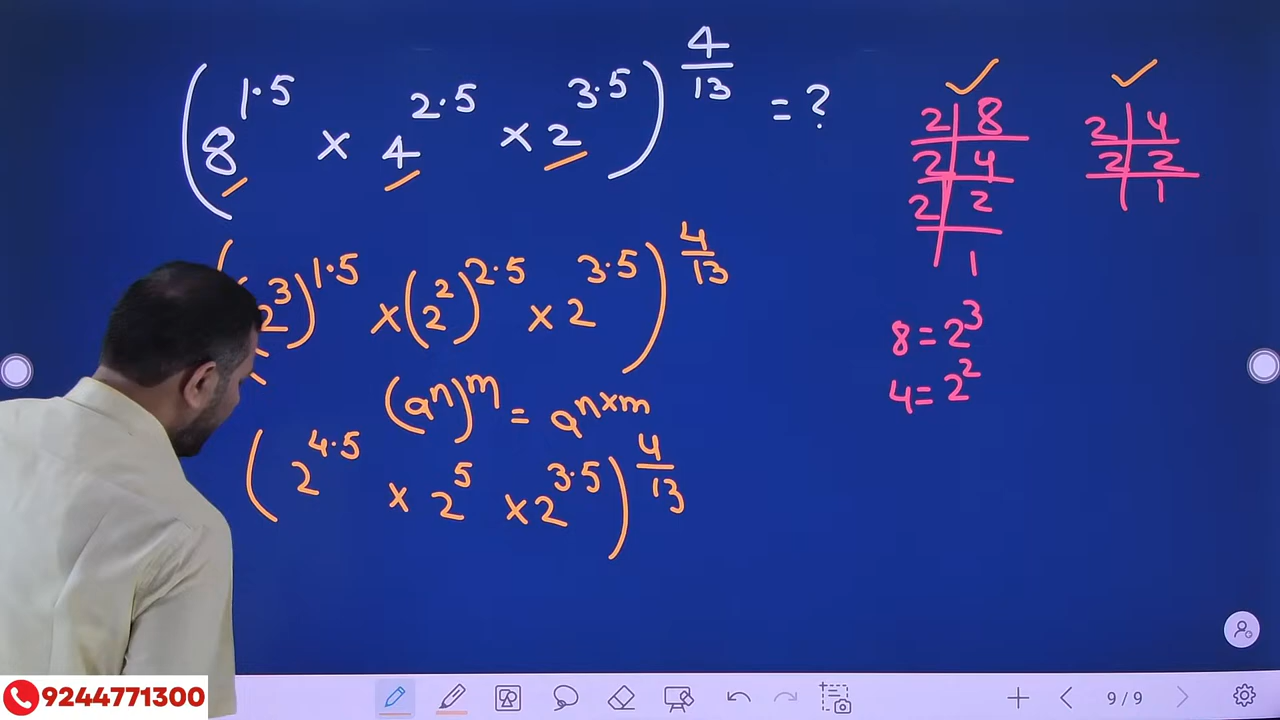 (8^1.5 × 4^2.5 × 2^3.5)^4/13 = ?
(2^3)^1.5 × (2^2)^2.5 × 2^3.5)^4/13
(a^n)^m = a^n×m
(2^4.5 × 2^5 × 2^3.5)^4/13
2 | 8
2 | 4
2 | 2
1
2 | 4
2 | 2
1
8 = 2^3
4 = 2^2
9244771300
9 / 9